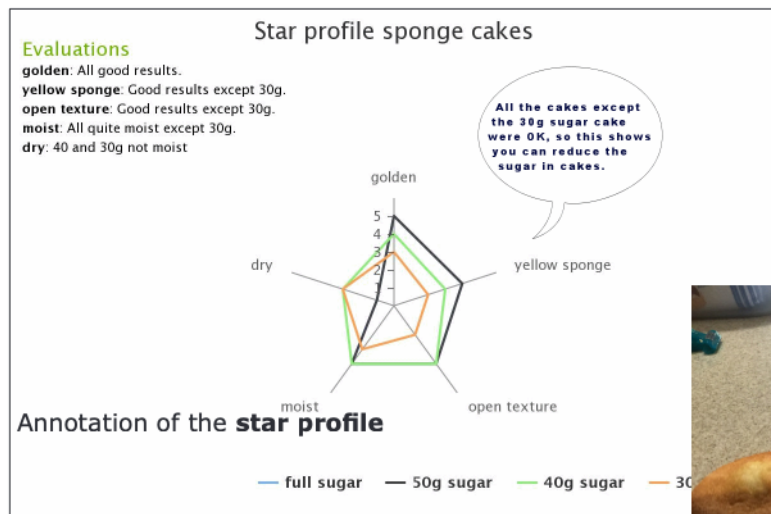 Star profile sponge cakes
Evaluations
golden: All good results.
yellow sponge: Good results except 30g.
open texture: Good results except 30g.
moist: All quite moist except 30g.
dry: 40 and 30g not moist
All the cakes except
the 30g sugar cake
were OK, so this shows
you can reduce the
sugar in cakes.
golden
5
4
3
2
1
dry
yellow sponge
moist
open texture
Annotation of the star profile
full sugar 50g sugar 40g sugar 30